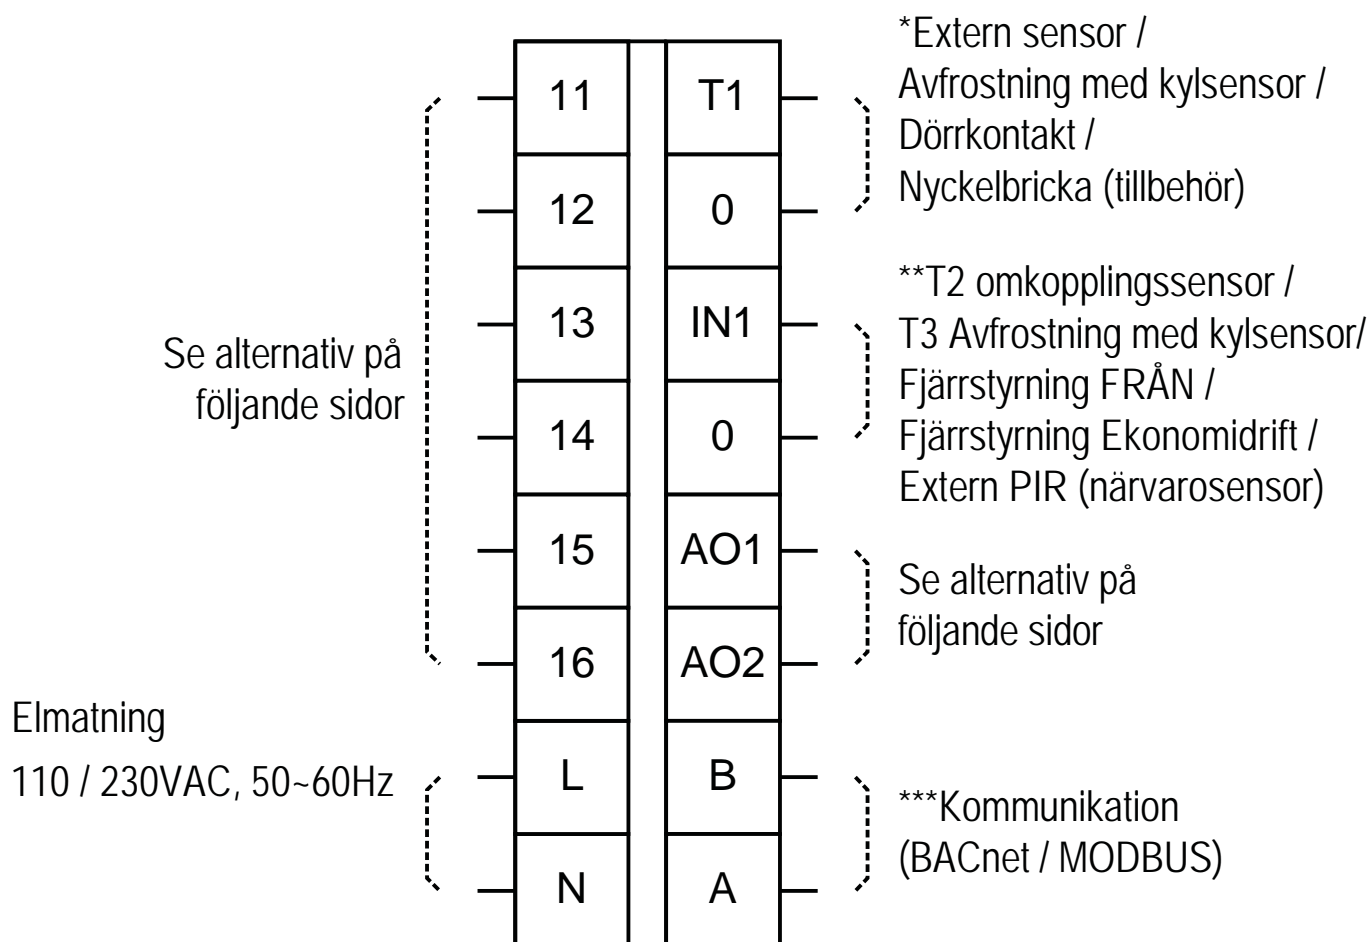 *Extern sensor /
Avfrostning med kylsensor /
Dörrkontakt /
Nyckelbricka (tillbehör)
11
T1
12
0
**T2 omkopplingssensor /
T3 Avfrostning med kylsensor/
Fjärrstyrning FRÅN /
Fjärrstyrning Ekonomidrift /
Extern PIR (närvarosensor)
13
IN1
Se alternativ på
följande sidor
14
0
15
AO1
Se alternativ på
följande sidor
16
AO2
Elmatning
110 / 230VAC, 50~60Hz
L
B
***Kommunikation
(BACnet / MODBUS)
N
A